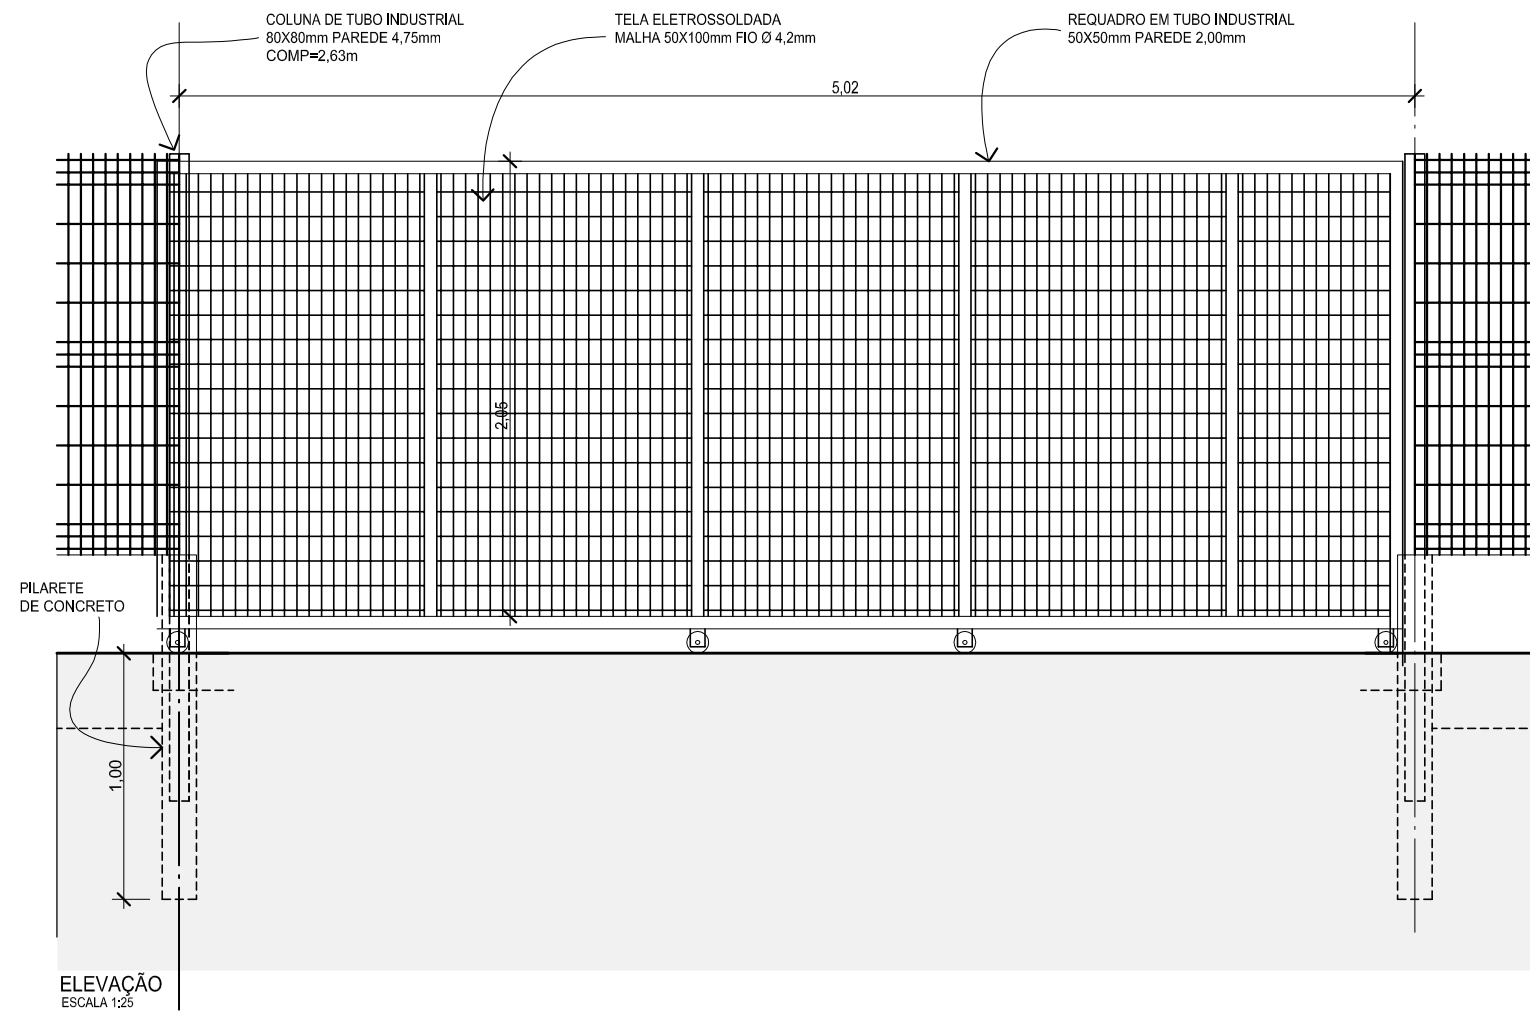 COLUNA DE TUBO INDUSTRIAL
80X80mm PAREDE 4,75mm
COMP=2,63m
TELA ELETROSSOLDADA
MALHA 50X100mm FIO Ø 4,2mm
REQUADRO EM TUBO INDUSTRIAL
50X50mm PAREDE 2,00mm
5,02
2,05
PILARETE
DE CONCRETO
1,00
ELEVAÇÃO
ESCALA 1:25